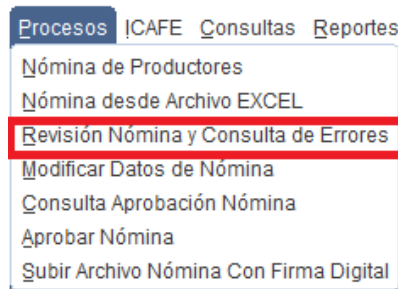 Procesos ICAFE Consultas Reportes
Nómina de Productores
Nómina desde Archivo EXCEL
Revisión Nómina y Consulta de Errores
Modificar Datos de Nómina
Consulta Aprobación Nómina
Aprobar Nómina
Subir Archivo Nómina Con Firma Digital